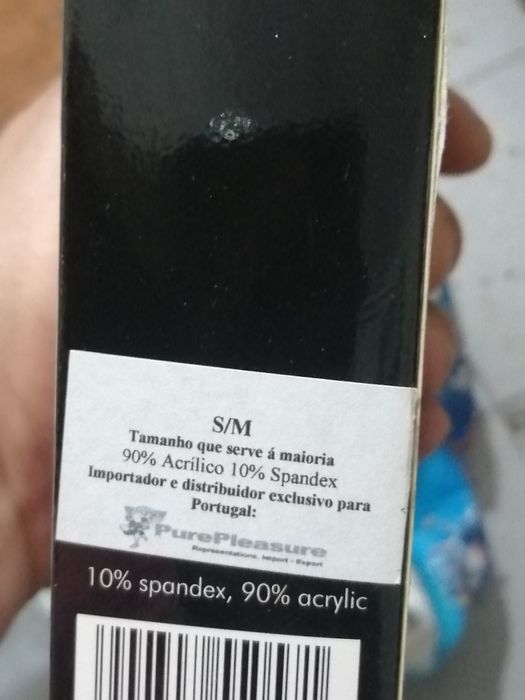 S/M
Tamanho que serve á maioria
90% Acrílico 10% Spandex
Importador e distribuidor exclusivo para
Portugal:
PurePleasure
Representations, Import - Export
10% spandex, 90% acrylic